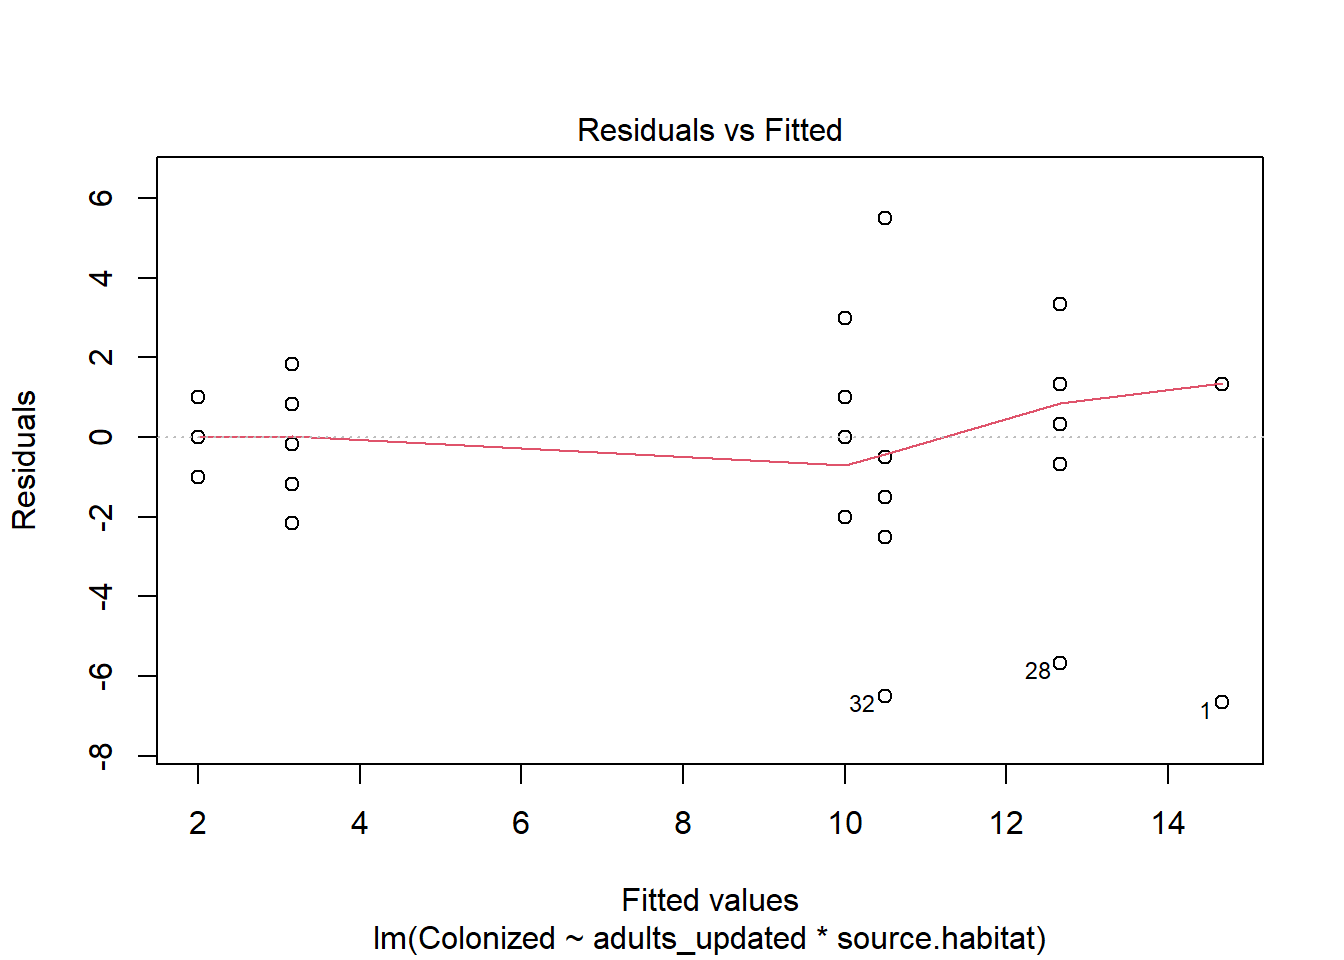 Residuals vs Fitted
Residuals
6
4
2
0
-2
-4
-6
-8
32
28
1
2 4 6 8 10 12 14
Fitted values
lm(Colonized ~ adults_updated * source.habitat)